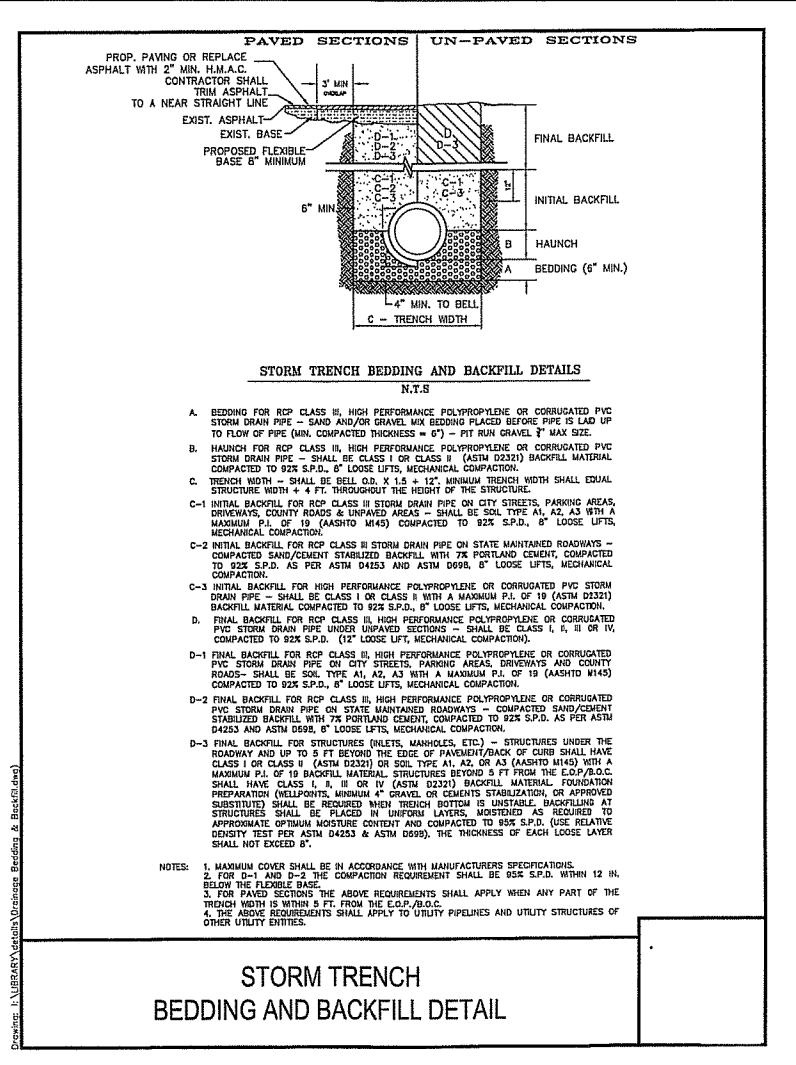 PAVED SECTIONS UN-PAVED SECTIONS
PROP. PAVING OR REPLACE
ASPHALT WITH 2" MIN. H.M.A.C.
CONTRACTOR SHALL
TRIM ASPHALT
TO A NEAR STRAIGHT LINE
3' MIN
OVERLAP
EXIST. ASPHALT
EXIST. BASE
PROPOSED FLEXIBLE
BASE 8" MINIMUM
D-1
D-2
D-3
D
D-3
FINAL BACKFILL
C-1
C-2
C-3
C-1
C-3
12"
INITIAL BACKFILL
6" MIN.
B HAUNCH
A BEDDING (6" MIN.)
4" MIN. TO BELL
C - TRENCH WIDTH
STORM TRENCH BEDDING AND BACKFILL DETAILS
N.T.S
A. BEDDING FOR RCP CLASS III, HIGH PERFORMANCE POLYPROPYLENE OR CORRUGATED PVC
STORM DRAIN PIPE - SAND AND/OR GRAVEL MIX BEDDING PLACED BEFORE PIPE IS LAID UP
TO FLOW OF PIPE (MIN. COMPACTED THICKNESS = 6") - PIT RUN GRAVEL MAX SIZE.
B. HAUNCH FOR RCP CLASS III, HIGH PERFORMANCE POLYPROPYLENE OR CORRUGATED PVC
STORM DRAIN PIPE - SHALL BE CLASS I OR CLASS II (ASTM D2321) BACKFILL MATERIAL
COMPACTED TO 92% S.P.D., 8" LOOSE LIFTS, MECHANICAL COMPACTION.
C. TRENCH WIDTH - SHALL BE BELL O.D. X 1.5 + 12". MINIMUM TRENCH WIDTH SHALL EQUAL
STRUCTURE WIDTH + 4 FT. THROUGHOUT THE HEIGHT OF THE STRUCTURE.
C-1 INITIAL BACKFILL FOR RCP CLASS III STORM DRAIN PIPE ON CITY STREETS, PARKING AREAS,
DRIVEWAYS, COUNTY ROADS & UNPAVED AREAS - SHALL BE SOIL TYPE A1, A2, A3 WITH A
MAXIMUM P.I. OF 19 (AASHTO M145) COMPACTED TO 92% S.P.D., 8" LOOSE LIFTS,
MECHANICAL COMPACTION.
C-2 INITIAL BACKFILL FOR RCP CLASS III STORM DRAIN PIPE ON STATE MAINTAINED ROADWAYS -
COMPACTED SAND/CEMENT STABILIZED BACKFILL WITH 7% PORTLAND CEMENT, COMPACTED
TO 92% S.P.D. AS PER ASTM D4253 AND ASTM D698, 8" LOOSE LIFTS, MECHANICAL
COMPACTION.
C-3 INITIAL BACKFILL FOR HIGH PERFORMANCE POLYPROPYLENE OR CORRUGATED PVC STORM
DRAIN PIPE - SHALL BE CLASS I OR CLASS II WITH A MAXIMUM P.I. OF 19 (ASTM D2321)
BACKFILL MATERIAL COMPACTED TO 92% S.P.D., 8" LOOSE LIFTS, MECHANICAL COMPACTION.
D. FINAL BACKFILL FOR RCP CLASS III, HIGH PERFORMANCE POLYPROPYLENE OR CORRUGATED
PVC STORM DRAIN PIPE UNDER UNPAVED SECTIONS - SHALL BE CLASS I, II, III OR IV,
COMPACTED TO 92% S.P.D. (12" LOOSE LIFT, MECHANICAL COMPACTION).
D-1 FINAL BACKFILL FOR RCP CLASS III, HIGH PERFORMANCE POLYPROPYLENE OR CORRUGATED
PVC STORM DRAIN PIPE ON CITY STREETS, PARKING AREAS, DRIVEWAYS AND COUNTY
ROADS- SHALL BE SOIL TYPE A1, A2, A3 WITH A MAXIMUM P.I. OF 19 (AASHTO M145)
COMPACTED TO 92% S.P.D., 8" LOOSE LIFTS, MECHANICAL COMPACTION.
D-2 FINAL BACKFILL FOR RCP CLASS III, HIGH PERFORMANCE POLYPROPYLENE OR CORRUGATED
PVC STORM DRAIN PIPE ON STATE MAINTAINED ROADWAYS - COMPACTED SAND/CEMENT
STABILIZED BACKFILL WITH 7% PORTLAND CEMENT, COMPACTED TO 92% S.P.D. AS PER ASTM
D4253 AND ASTM D698, 8" LOOSE LIFTS, MECHANICAL COMPACTION.
D-3 FINAL BACKFILL FOR STRUCTURES (INLETS, MANHOLES, ETC.) - STRUCTURES UNDER THE
ROADWAY AND UP TO 5 FT BEYOND THE EDGE OF PAVEMENT/BACK OF CURB SHALL HAVE
CLASS I OR CLASS II (ASTM D2321) OR SOIL TYPE A1, A2, OR A3 (AASHTO M145) WITH A
MAXIMUM P.I. OF 19 BACKFILL MATERIAL STRUCTURES BEYOND 5 FT FROM THE E.O.P/B.O.C.
SHALL HAVE CLASS I, II, III OR IV (ASTM D2321) BACKFILL MATERIAL FOUNDATION
PREPARATION (WELLPOINTS, MINIMUM 4" GRAVEL OR CEMENTS STABILIZATION, OR APPROVED
SUBSTITUTE) SHALL BE REQUIRED WHEN TRENCH BOTTOM IS UNSTABLE. BACKFILLING AT
STRUCTURES SHALL BE PLACED IN UNIFORM LAYERS, MOISTENED AS REQUIRED TO
APPROXIMATE OPTIMUM MOISTURE CONTENT AND COMPACTED TO 95% S.P.D. (USE RELATIVE
DENSITY TEST PER ASTM D4253 & ASTM D698). THE THICKNESS OF EACH LOOSE LAYER
SHALL NOT EXCEED 8".
NOTES: 1. MAXIMUM COVER SHALL BE IN ACCORDANCE WITH MANUFACTURERS SPECIFICATIONS.
2. FOR D-1 AND D-2 THE COMPACTION REQUIREMENT SHALL BE 95% S.P.D. WITHIN 12 IN.
BELOW THE FLEXIBLE BASE.
3. FOR PAVED SECTIONS THE ABOVE REQUIREMENTS SHALL APPLY WHEN ANY PART OF THE
TRENCH WIDTH IS WITHIN 5 FT. FROM THE E.O.P./B.O.C.
4. THE ABOVE REQUIREMENTS SHALL APPLY TO UTILITY PIPELINES AND UTILITY STRUCTURES OF
OTHER UTILITY ENTITIES.
STORM TRENCH
BEDDING AND BACKFILL DETAIL
Drawing: I:\LIBRARY\details\Drainage Bedding & Backfill.dwg)